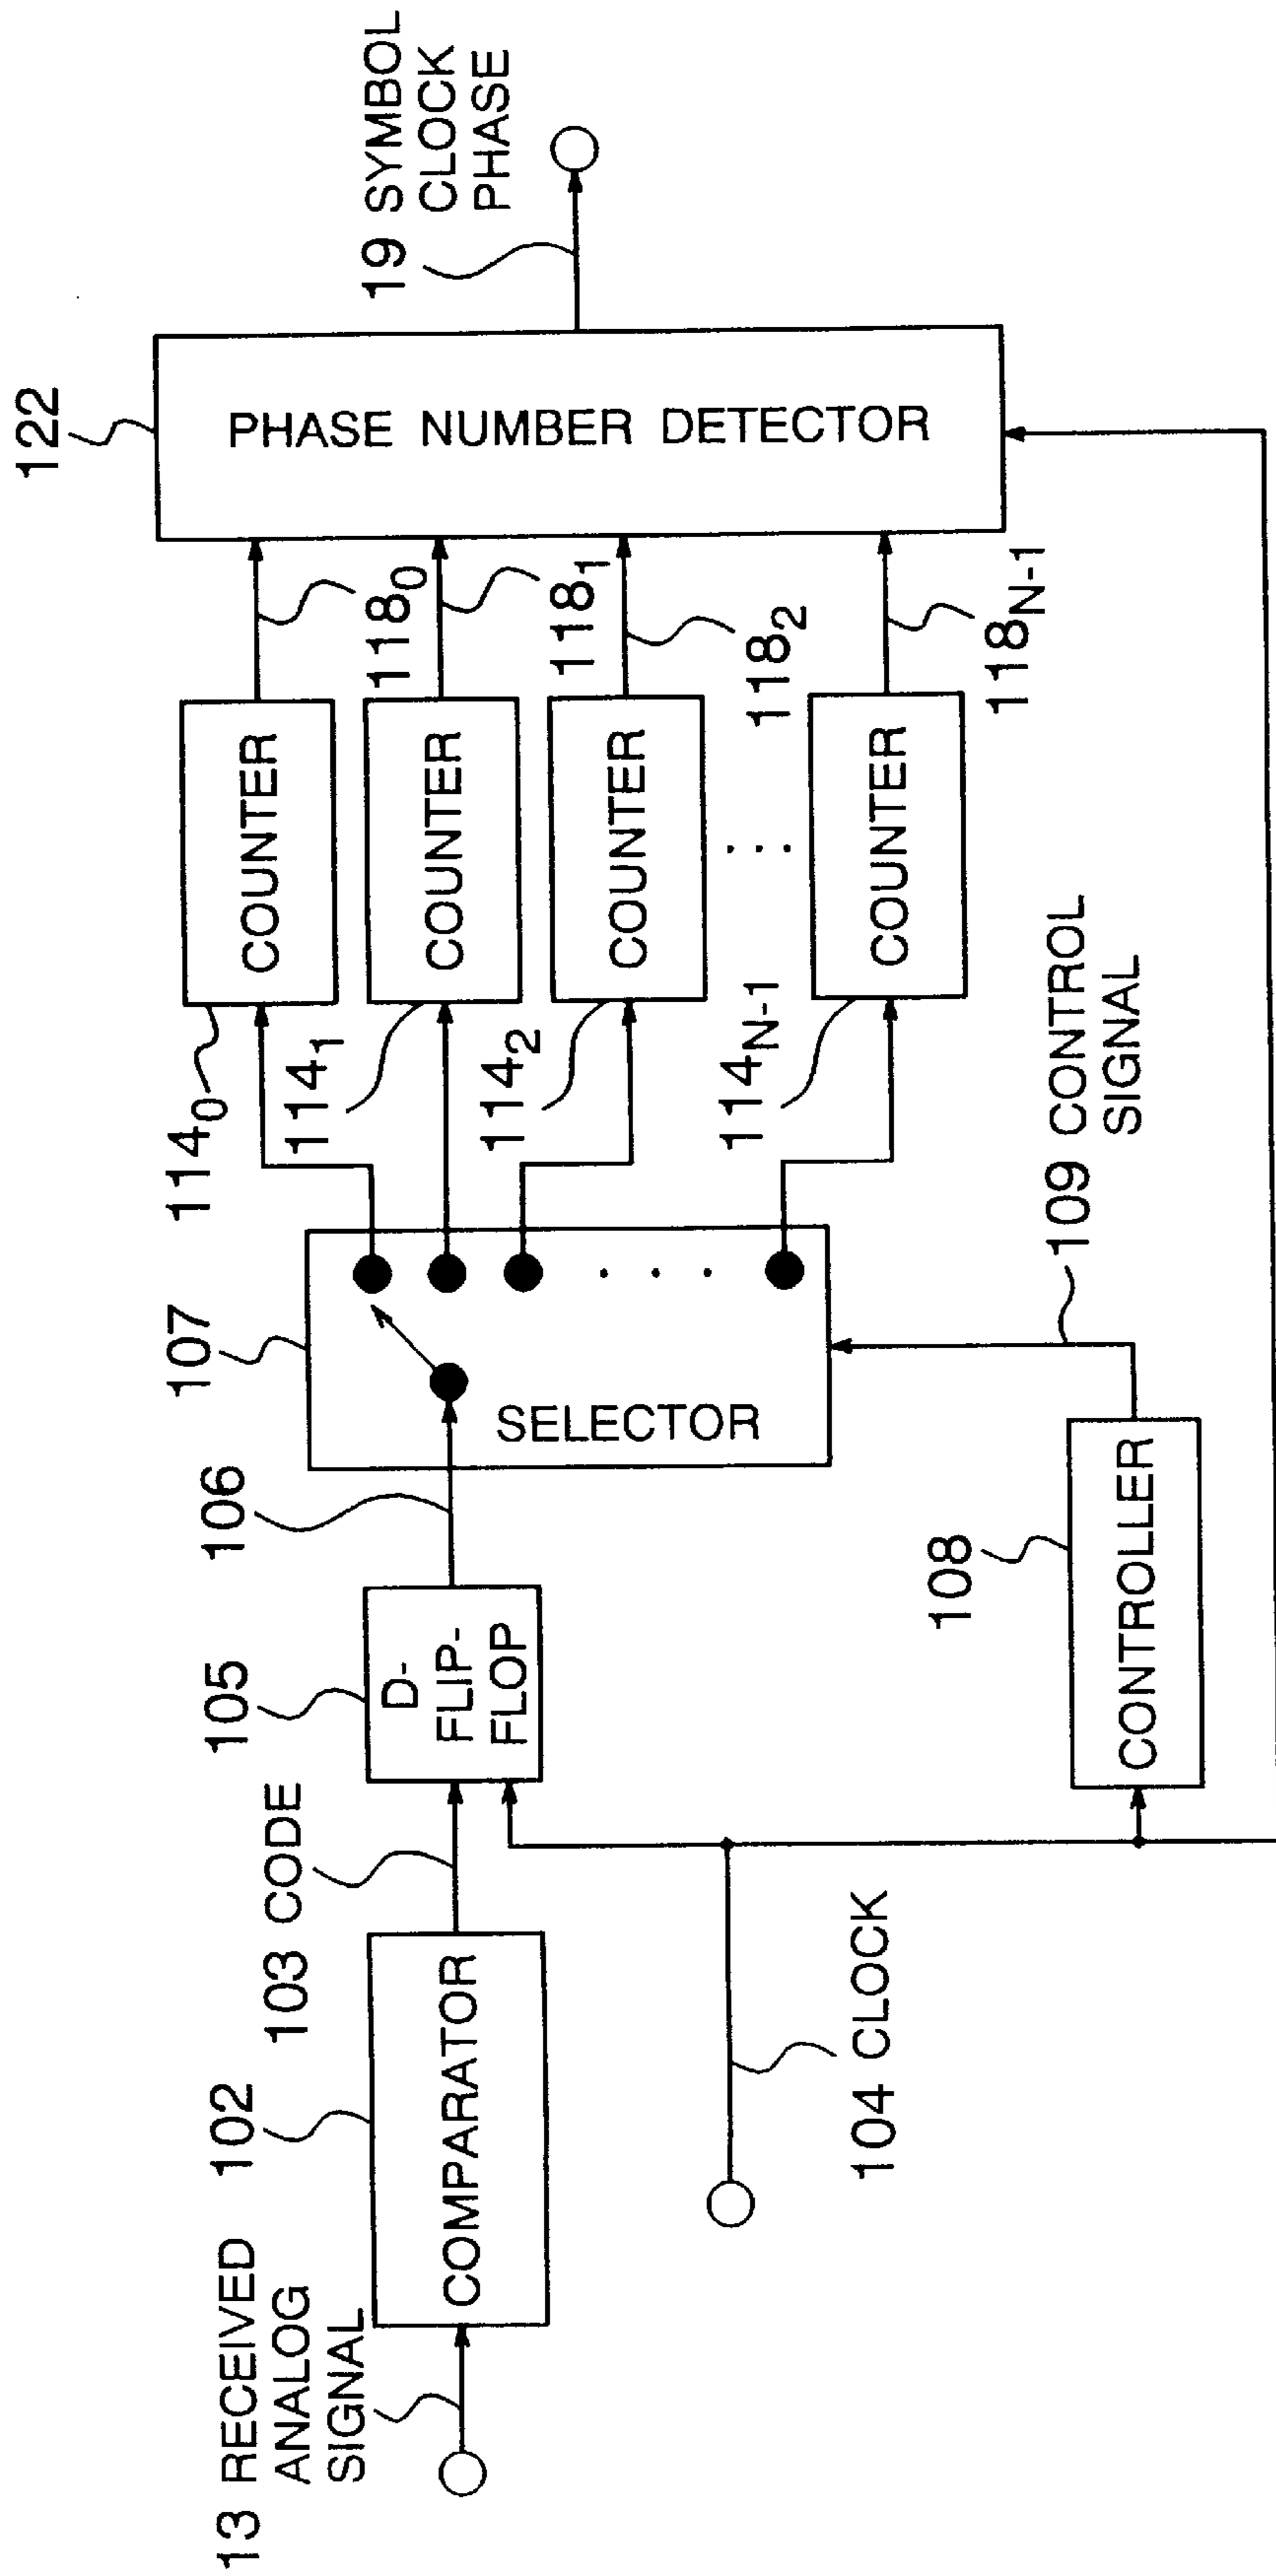 13 RECEIVED
ANALOG
SIGNAL
102
COMPARATOR
103 CODE
104 CLOCK
105
D-
FLIP-
FLOP
106
107
SELECTOR
108
CONTROLLER
109 CONTROL
SIGNAL
114₀
COUNTER
114₁
COUNTER
114₂
COUNTER
...
114N-1
COUNTER
118₀
118₁
118₂
118N-1
122
PHASE NUMBER DETECTOR
19 SYMBOL
CLOCK
PHASE